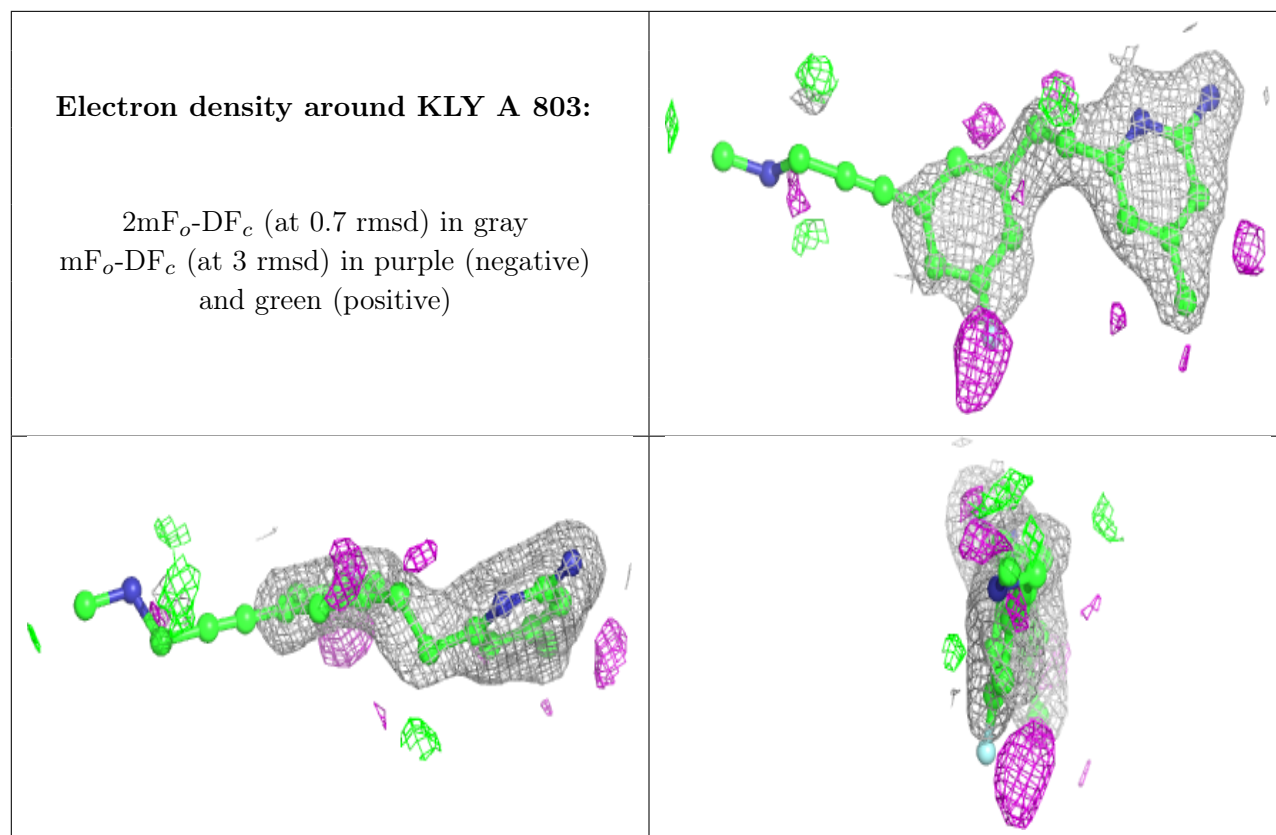 Electron density around KLY A 803:
2mFₒ-DF𝒸 (at 0.7 rmsd) in gray
mFₒ-DF𝒸 (at 3 rmsd) in purple (negative)
and green (positive)